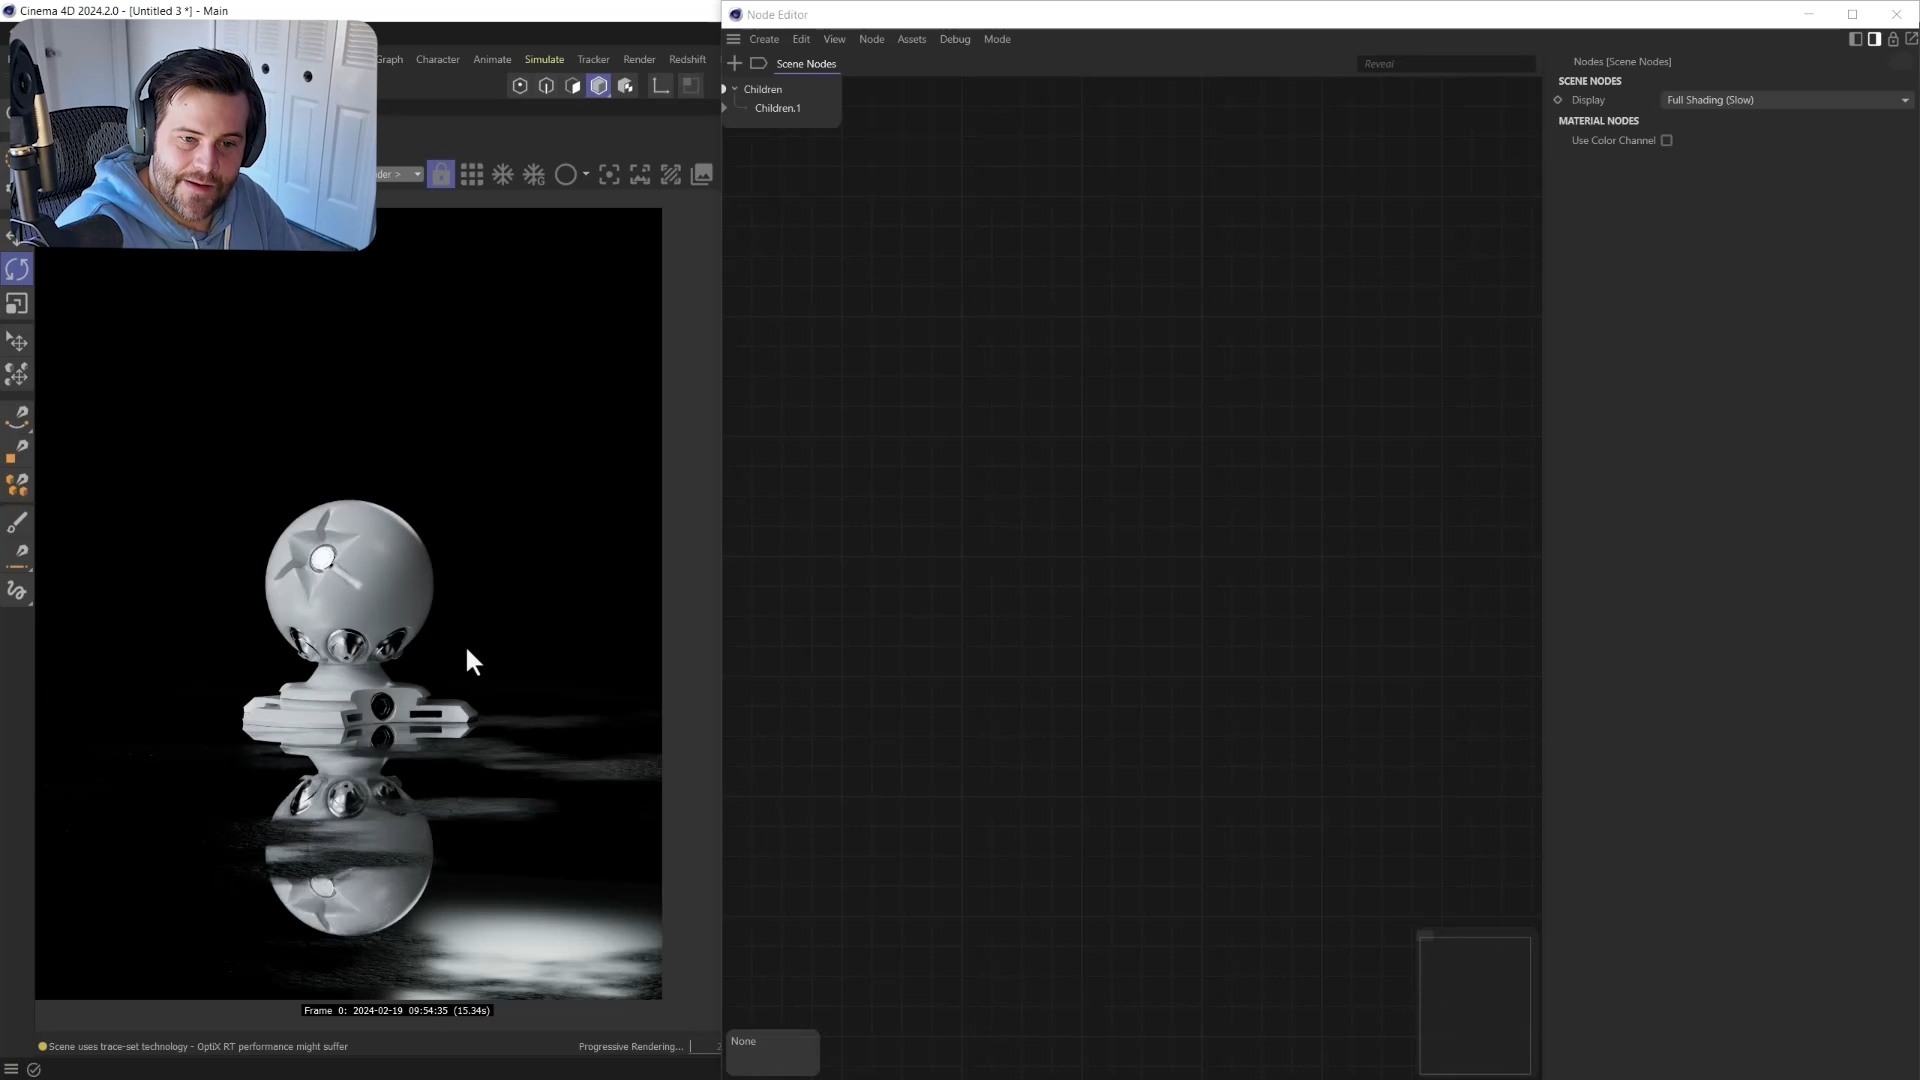 Cinema 4D 2024.2.0 - [Untitled 3 *] - Main
Graph Character Animate Simulate Tracker Render Redshift
der >
Node Editor
Create Edit View Node Assets Debug Mode
Scene Nodes
Reveal
Children
Children.1
Nodes [Scene Nodes]
SCENE NODES
Display Full Shading (Slow)
MATERIAL NODES
Use Color Channel
Frame 0: 2024-02-19 09:54:35 (15.34s)
Scene uses trace-set technology - OptiX RT performance might suffer
Progressive Rendering... 2
None